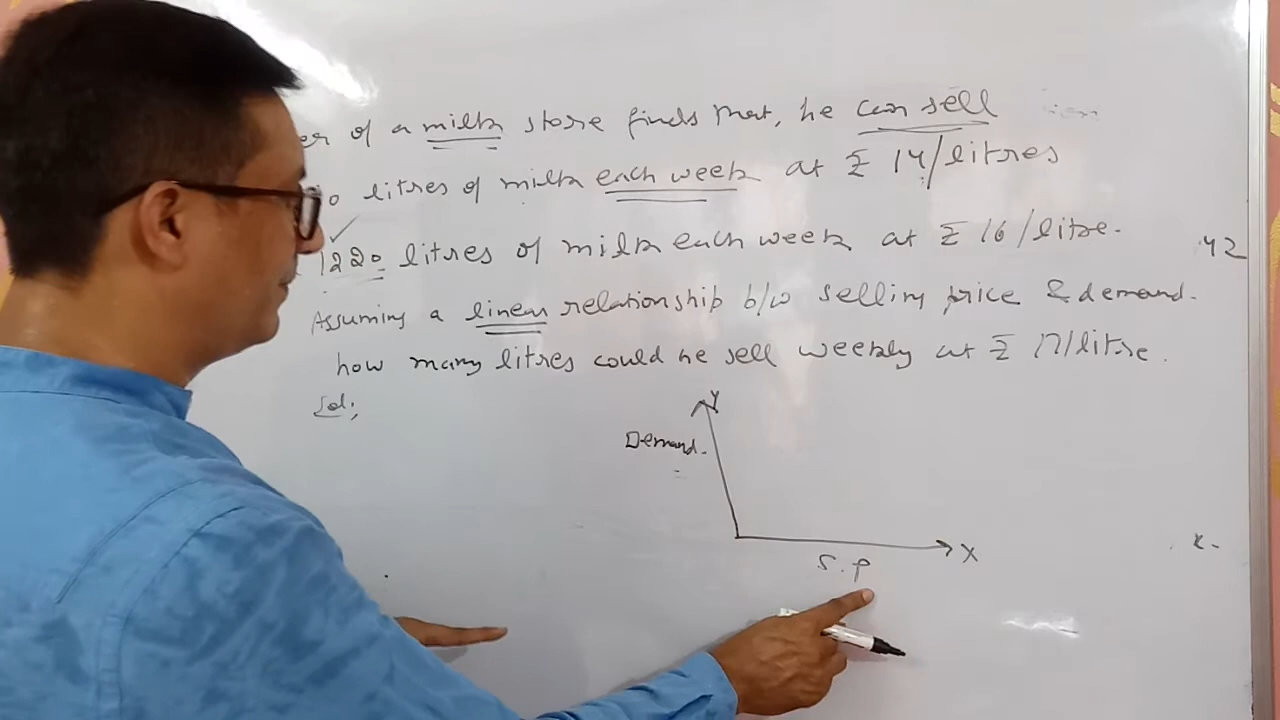 er of a milk store finds that, he can sell
0 litres of milk each week at ₹ 14/litres
1220 litres of milk each week at ₹ 16/litre.
Assuming a linear relationship b/w selling price & demand.
how many litres could he sell weekly at ₹ 17/litre.
Sol;
Y
Demand.
X
S.P
42
x-